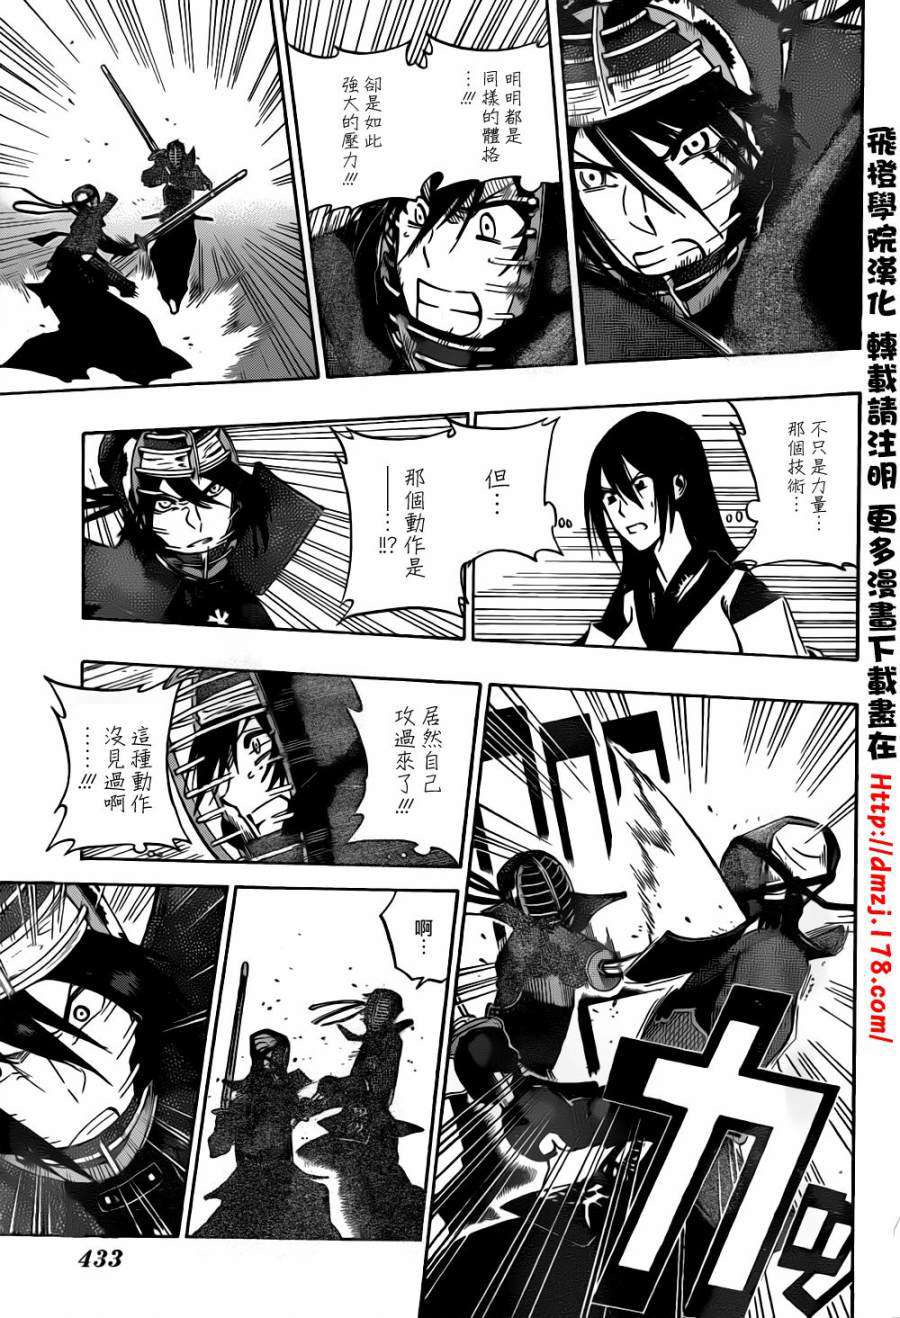 明明都是
同樣的體格
…!!!
卻是如此
強大的壓力!!!
不只是力量…
那個技術…
但…
那個動作是
——…!!?
カッ
居然自己
攻過來了!!!
這種動作
沒見過啊
……!!!
啊…
433
飛橙學院漢化 轉載請注明 更多漫畫下載盡在 Http://dmzj.178.com/